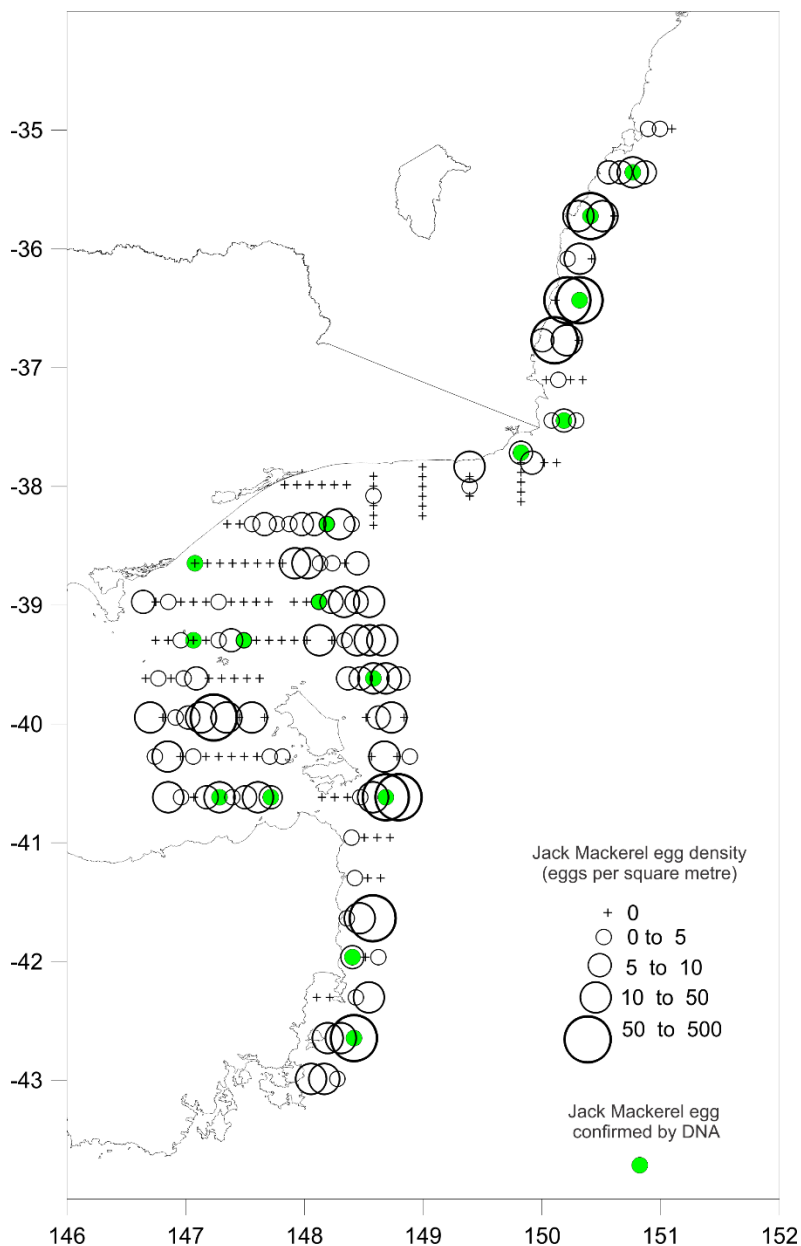 -35
-36
-37
-38
-39
-40
-41
-42
-43
Jack Mackerel egg density
(eggs per square metre)
+ 0
0 to 5
5 to 10
10 to 50
50 to 500
Jack Mackerel egg
confirmed by DNA
146 147 148 149 150 151 152